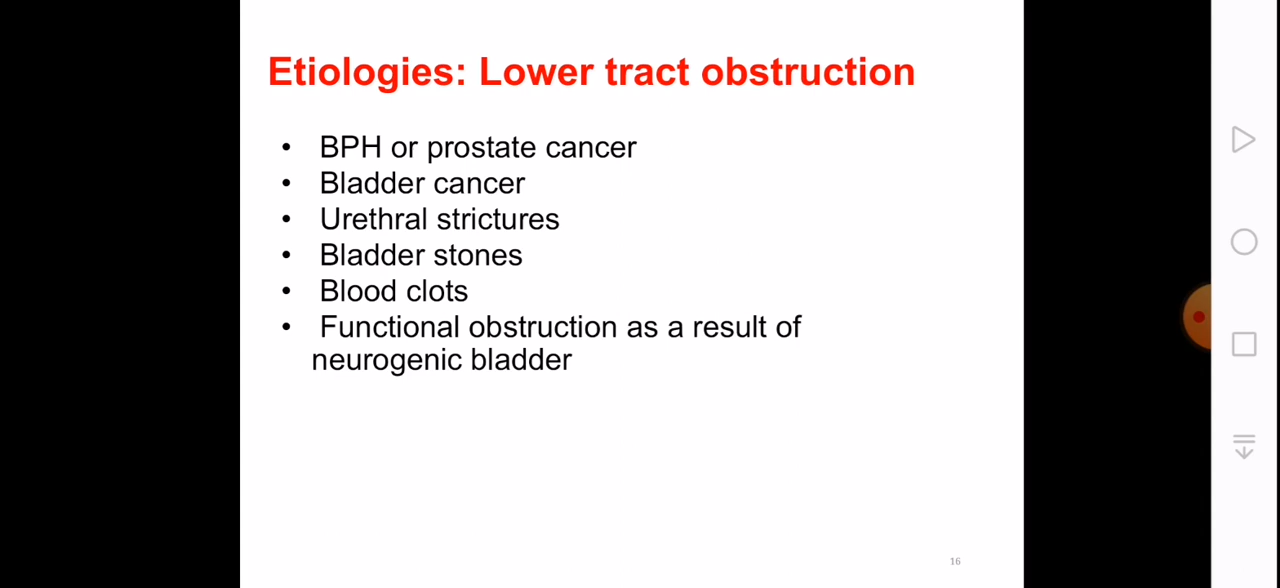 Etiologies: Lower tract obstruction
• BPH or prostate cancer
• Bladder cancer
• Urethral strictures
• Bladder stones
• Blood clots
• Functional obstruction as a result of
neurogenic bladder
16